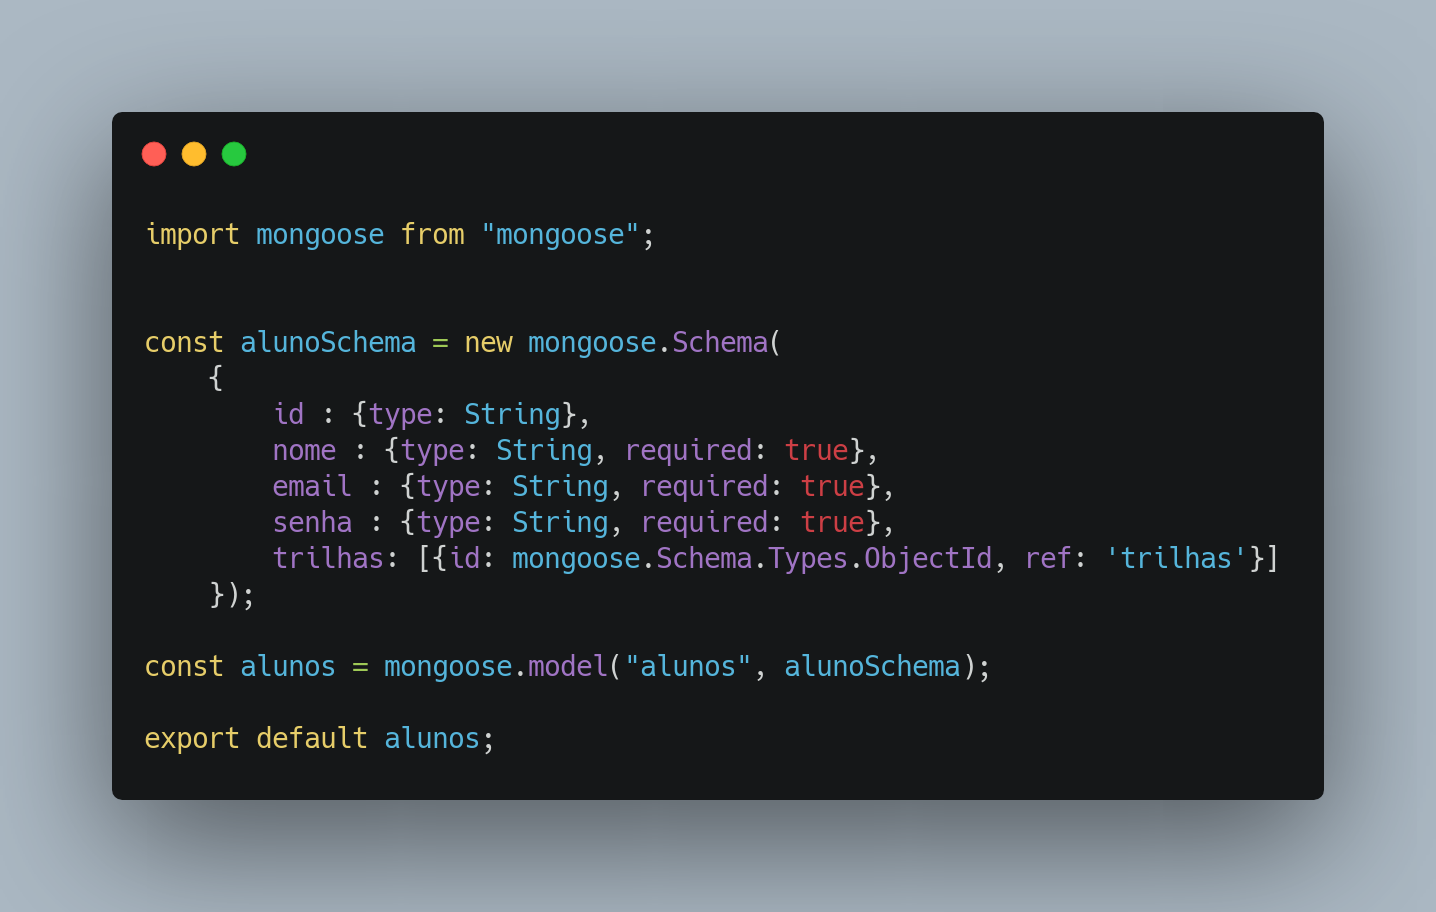 import mongoose from "mongoose";
const alunoSchema = new mongoose.Schema(
    {
        id : {type: String},
        nome : {type: String, required: true},
        email : {type: String, required: true},
        senha : {type: String, required: true},
        trilhas: [{id: mongoose.Schema.Types.ObjectId, ref: 'trilhas'}]
    });
const alunos = mongoose.model("alunos", alunoSchema);
export default alunos;